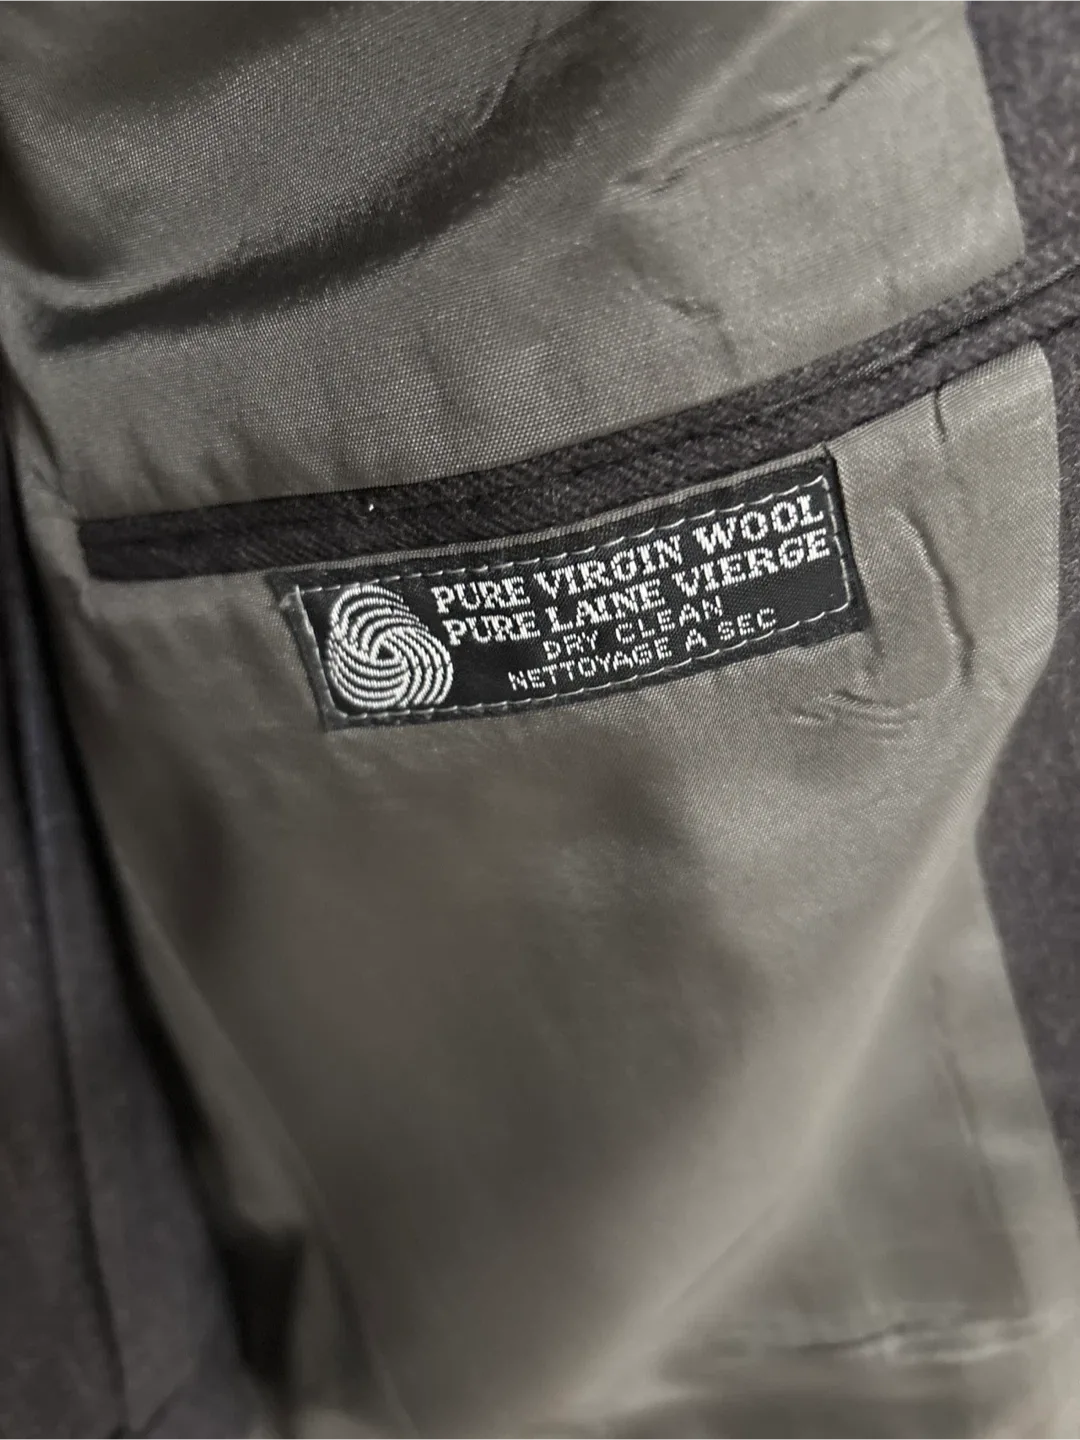 PURE VIRGIN WOOL
PURE LAINE VIERGE
DRY CLEAN
NETTOYAGE A SEC